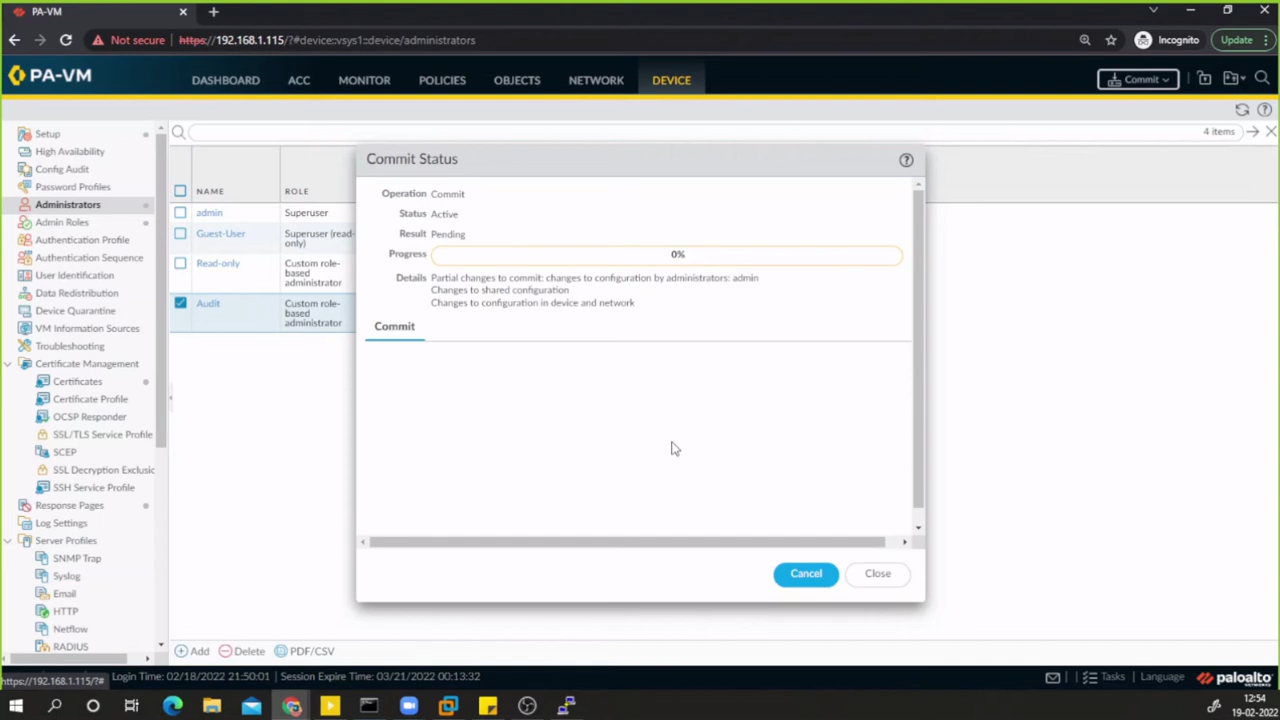 PA-VM
Not secure https://192.168.1.115/?#device::vsys1::device/administrators
Incognito
Update
PA-VM
DASHBOARD ACC MONITOR POLICIES OBJECTS NETWORK DEVICE
Commit
4 items
Setup
High Availability
Config Audit
Password Profiles
Administrators
Admin Roles
Authentication Profile
Authentication Sequence
User Identification
Data Redistribution
Device Quarantine
VM Information Sources
Troubleshooting
Certificate Management
Certificates
Certificate Profile
OCSP Responder
SSL/TLS Service Profile
SCEP
SSL Decryption Exclusio
SSH Service Profile
Response Pages
Log Settings
Server Profiles
SNMP Trap
Syslog
Email
HTTP
Netflow
RADIUS
NAME ROLE
admin Superuser
Guest-User Superuser (read-
only)
Read-only Custom role-
based
administrator
Audit Custom role-
based
administrator
Commit Status
Operation Commit
Status Active
Result Pending
Progress 0%
Details Partial changes to commit: changes to configuration by administrators: admin
Changes to shared configuration
Changes to configuration in device and network
Commit
Cancel Close
Add Delete PDF/CSV
https://192.168.1.115/?#
Login Time: 02/18/2022 21:50:01 Session Expire Time: 03/21/2022 00:13:32
Tasks Language paloalto
NETWORKS
12:54
19-02-2022